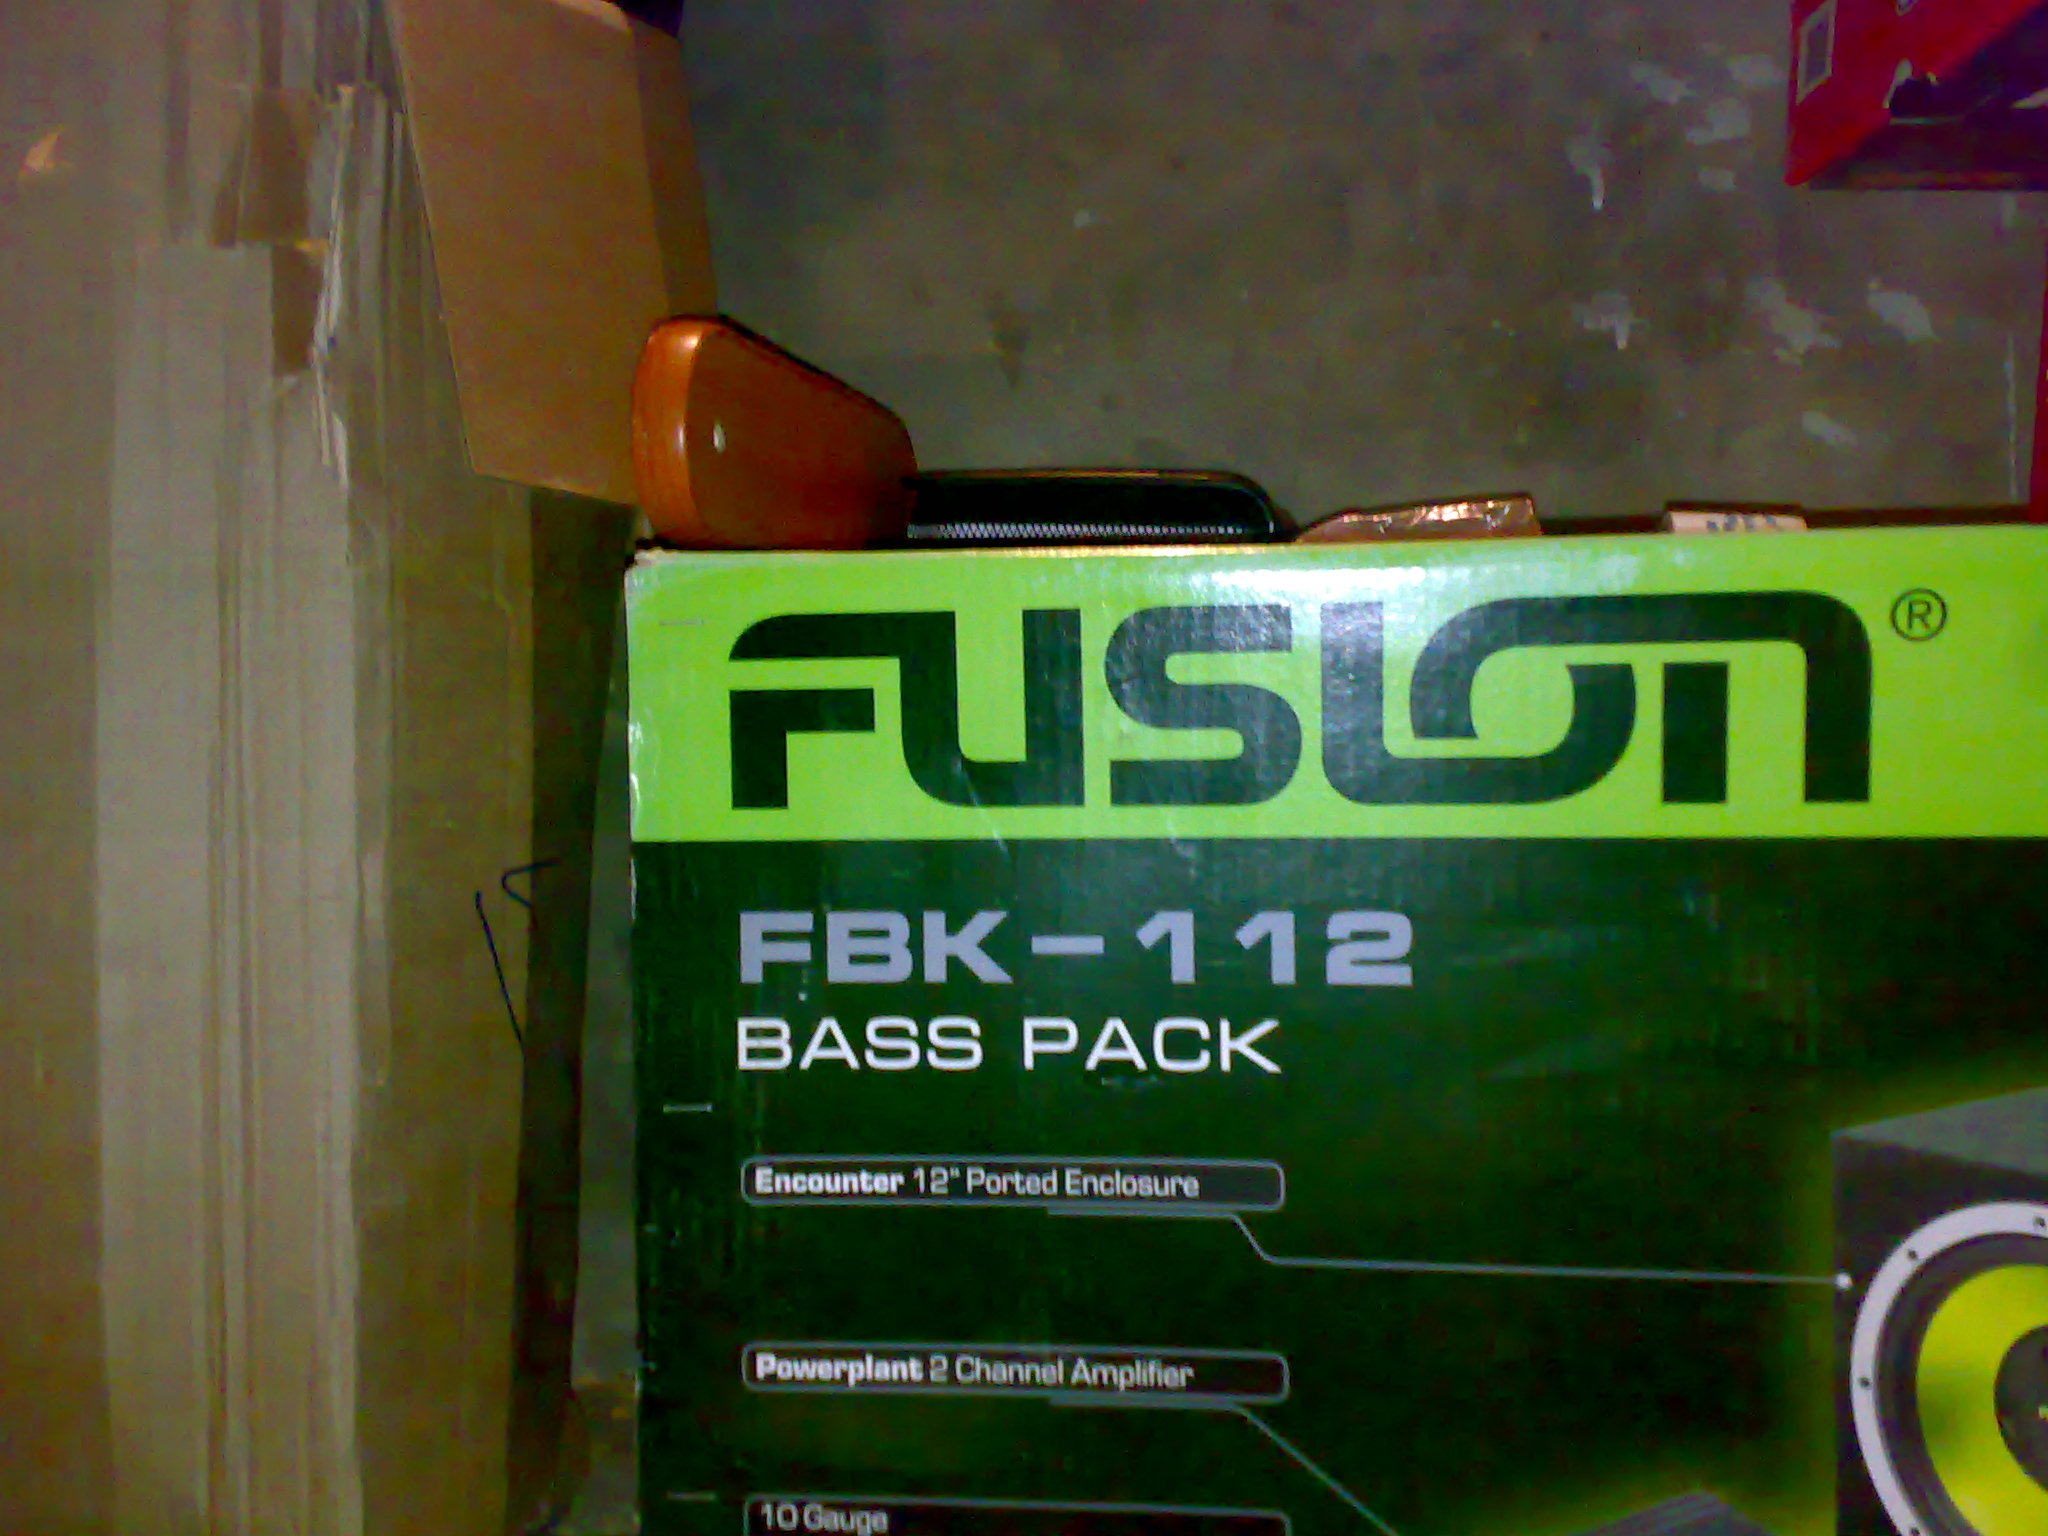 FUSION®
FBK-112
BASS PACK
Encounter 12" Ported Enclosure
Powerplant 2 Channel Amplifier
10 Gauge